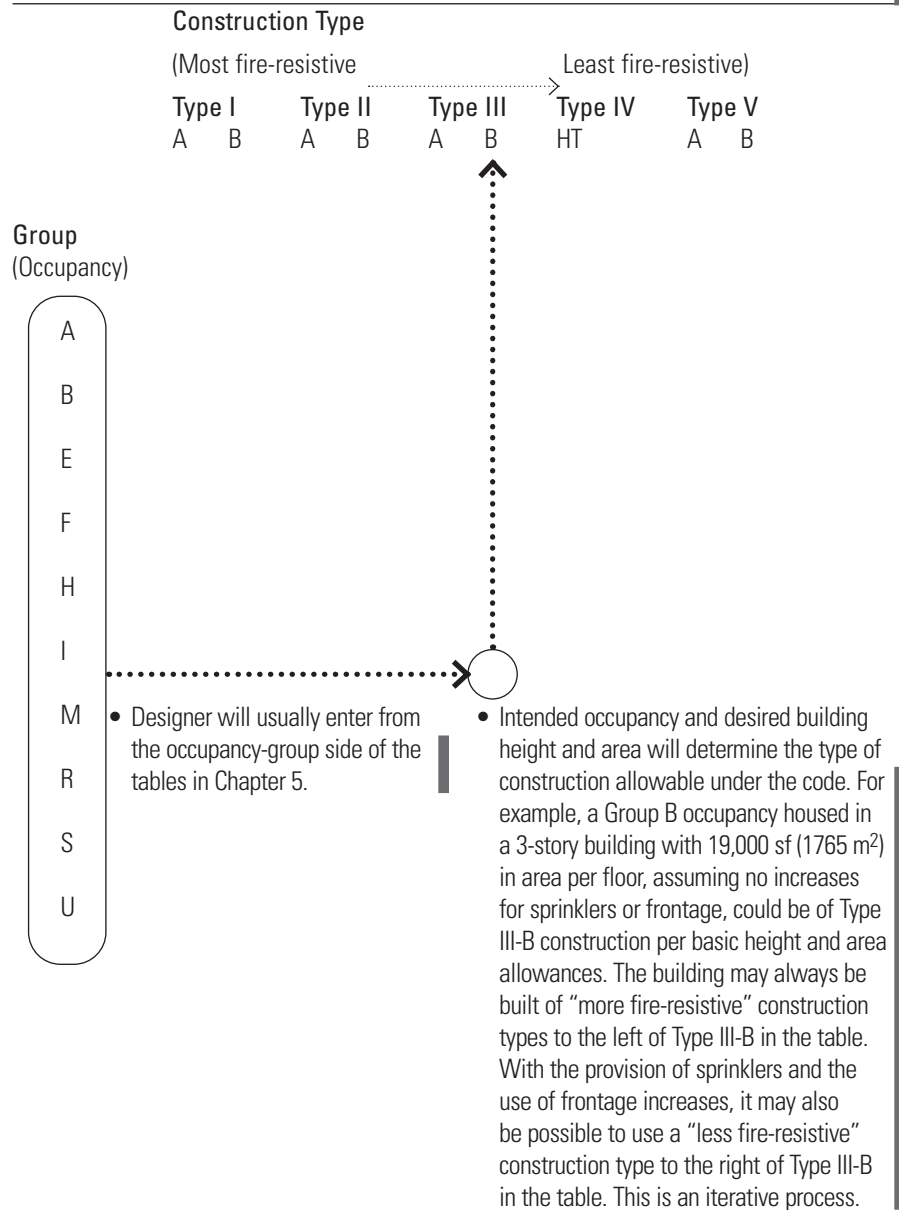 Construction Type
(Most fire-resistive Least fire-resistive)
Type I Type II Type III Type IV Type V
A B A B A B HT A B
Group
(Occupancy)
A
B
E
F
H
I
M
R
S
U
• Designer will usually enter from
the occupancy-group side of the
tables in Chapter 5.
• Intended occupancy and desired building
height and area will determine the type of
construction allowable under the code. For
example, a Group B occupancy housed in
a 3-story building with 19,000 sf (1765 m²)
in area per floor, assuming no increases
for sprinklers or frontage, could be of Type
III-B construction per basic height and area
allowances. The building may always be
built of “more fire-resistive” construction
types to the left of Type III-B in the table.
With the provision of sprinklers and the
use of frontage increases, it may also
be possible to use a “less fire-resistive”
construction type to the right of Type III-B
in the table. This is an iterative process.